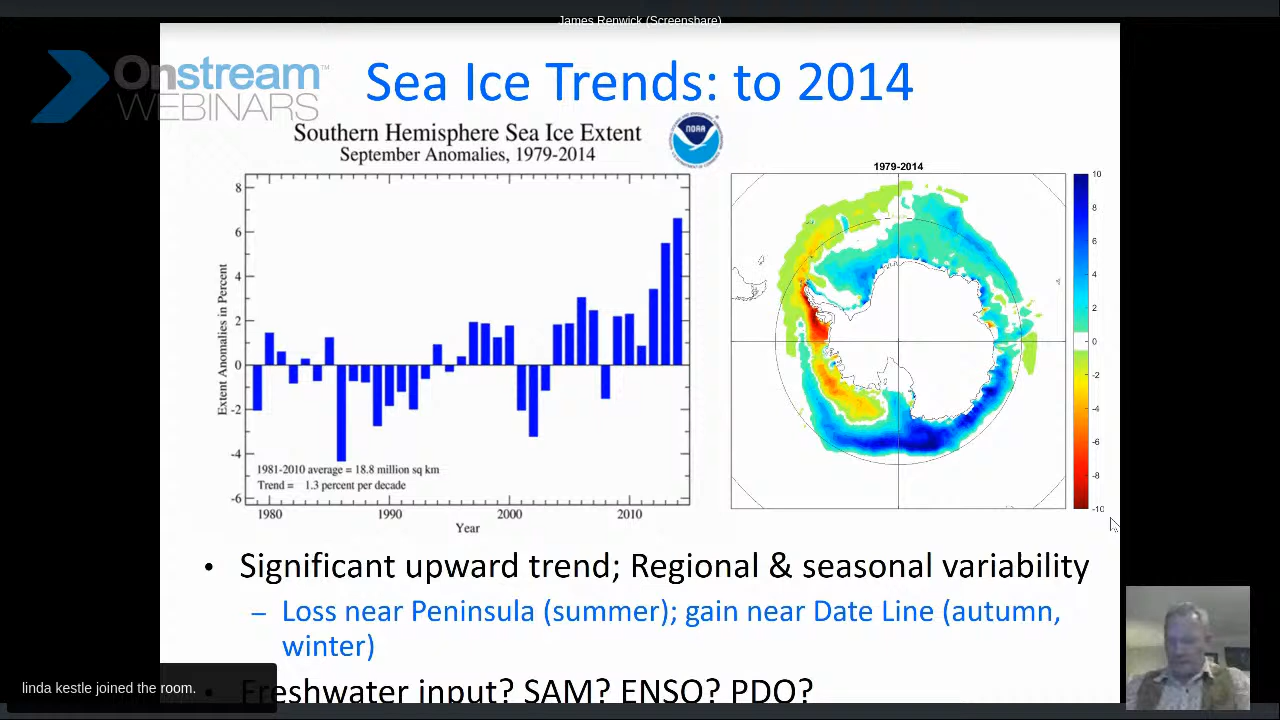 James Renwick (Screenshare)
Onstream™
WEBINARS
Sea Ice Trends: to 2014
Southern Hemisphere Sea Ice Extent
September Anomalies, 1979-2014
NOAA
8
6
4
2
0
-2
-4
-6
Extent Anomalies in Percent
1981-2010 average = 18.8 million sq km
Trend = 1.3 percent per decade
1980 1990 2000 2010
Year
1979-2014
10
8
6
4
2
0
-2
-4
-6
-8
-10
• Significant upward trend; Regional & seasonal variability
– Loss near Peninsula (summer); gain near Date Line (autumn,
winter)
• Freshwater input? SAM? ENSO? PDO?
linda kestle joined the room.